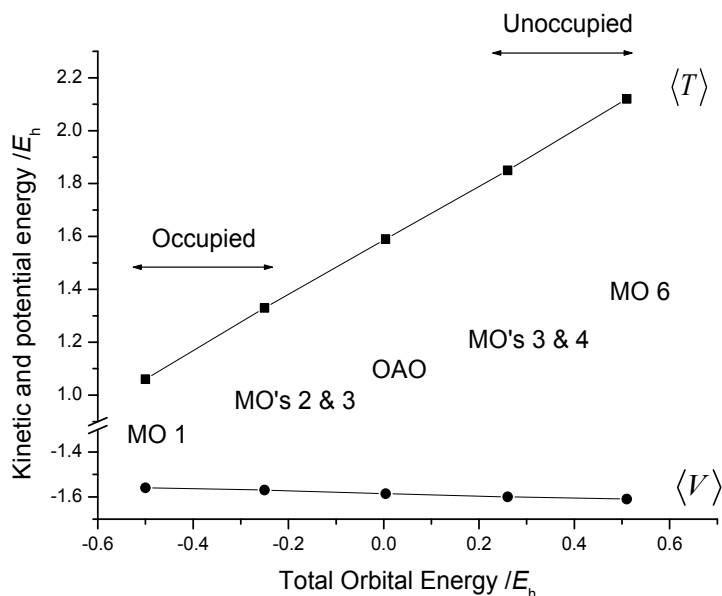 Unoccupied
⟨T⟩
2.2
2.0
1.8
1.6
1.4
1.2
1.0
-1.4
-1.6
Kinetic and potential energy /Eh
Occupied
MO 6
MO's 3 & 4
OAO
MO's 2 & 3
MO 1
⟨V⟩
-0.6 -0.4 -0.2 0.0 0.2 0.4 0.6
Total Orbital Energy /Eh